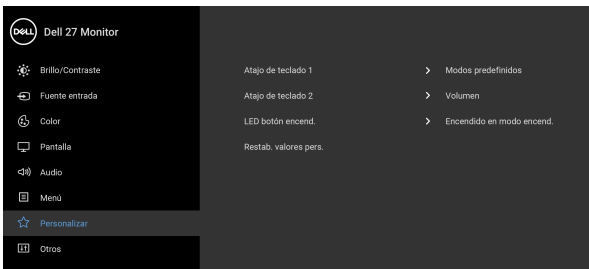 DELL Dell 27 Monitor
Brillo/Contraste
Fuente entrada
Color
Pantalla
Audio
Menú
Personalizar
Otros
Atajo de teclado 1 > Modos predefinidos
Atajo de teclado 2 > Volumen
LED botón encend. > Encendido en modo encend.
Restab. valores pers.